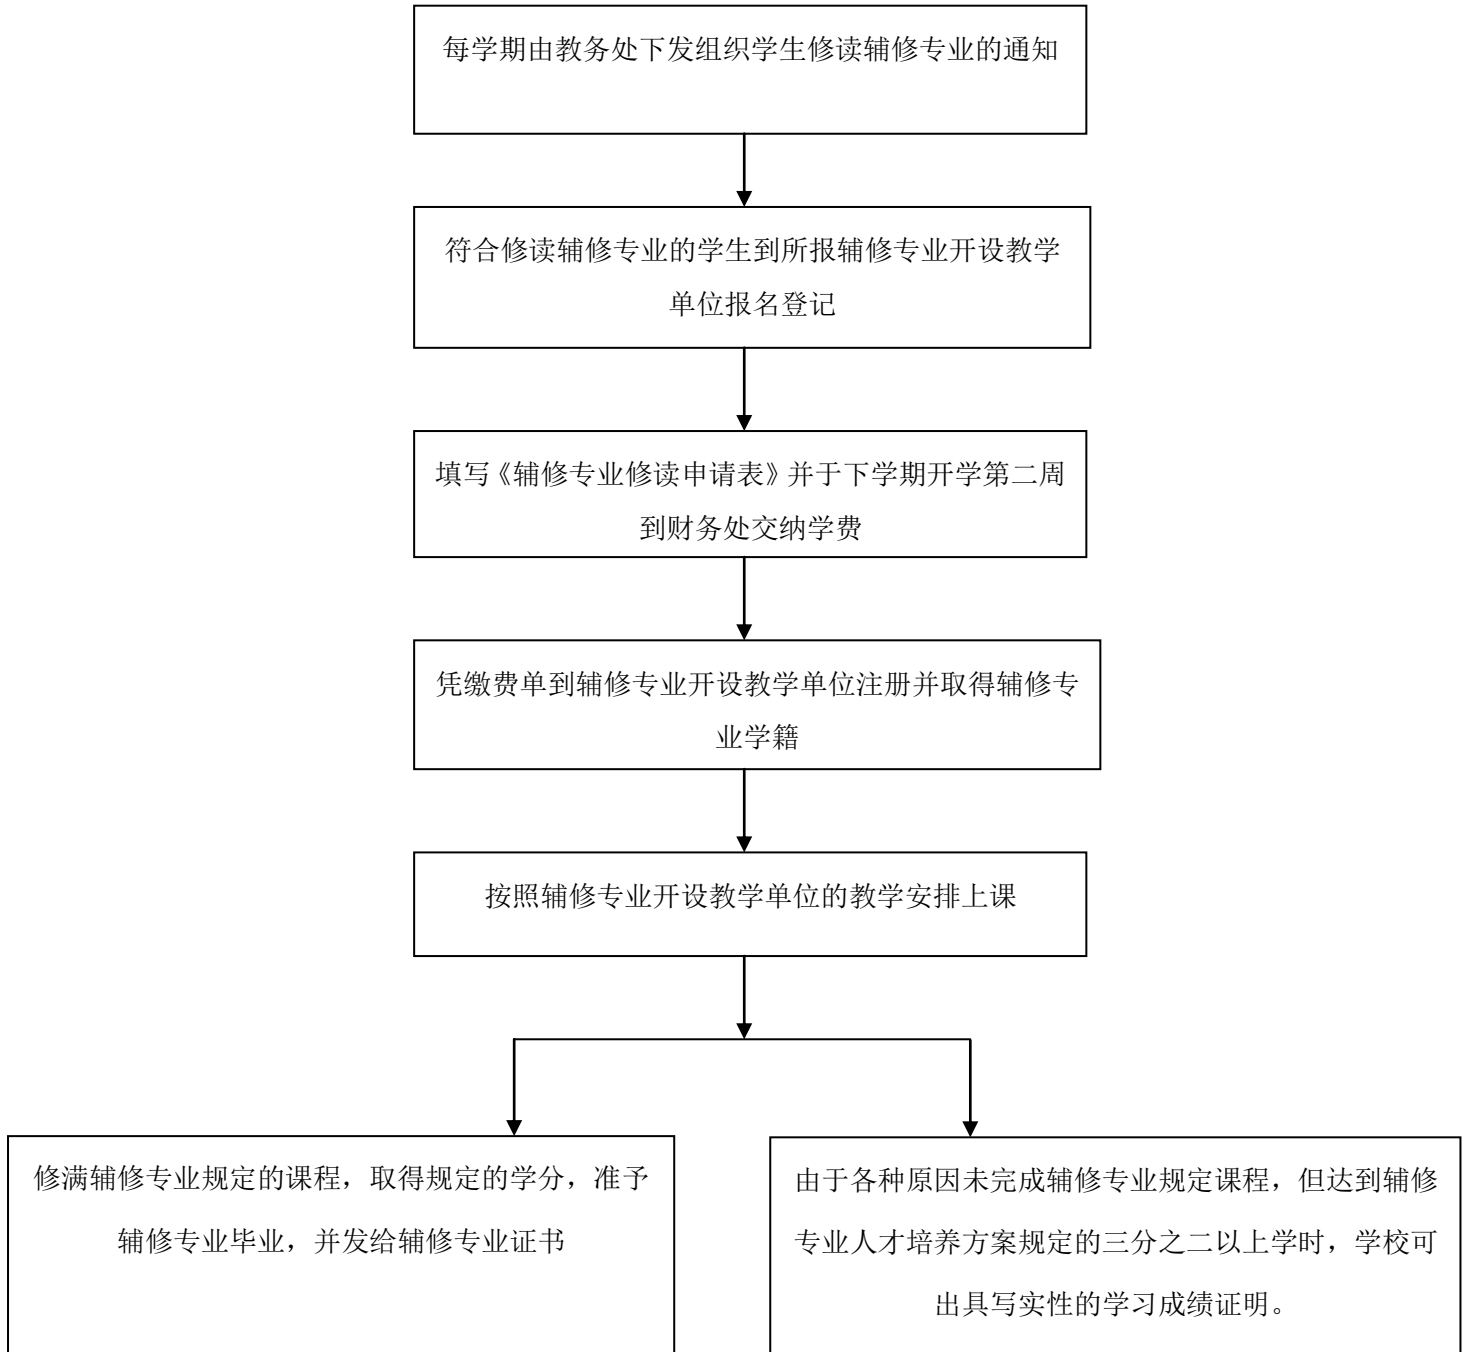 每学期由教务处下发组织学生修读辅修专业的通知
符合修读辅修专业的学生到所报辅修专业开设教学
单位报名登记
填写《辅修专业修读申请表》并于下学期开学第二周
到财务处交纳学费
凭缴费单到辅修专业开设教学单位注册并取得辅修专
业学籍
按照辅修专业开设教学单位的教学安排上课
修满辅修专业规定的课程，取得规定的学分，准予
辅修专业毕业，并发给辅修专业证书
由于各种原因未完成辅修专业规定课程，但达到辅修
专业人才培养方案规定的三分之二以上学时，学校可
出具写实性的学习成绩证明。